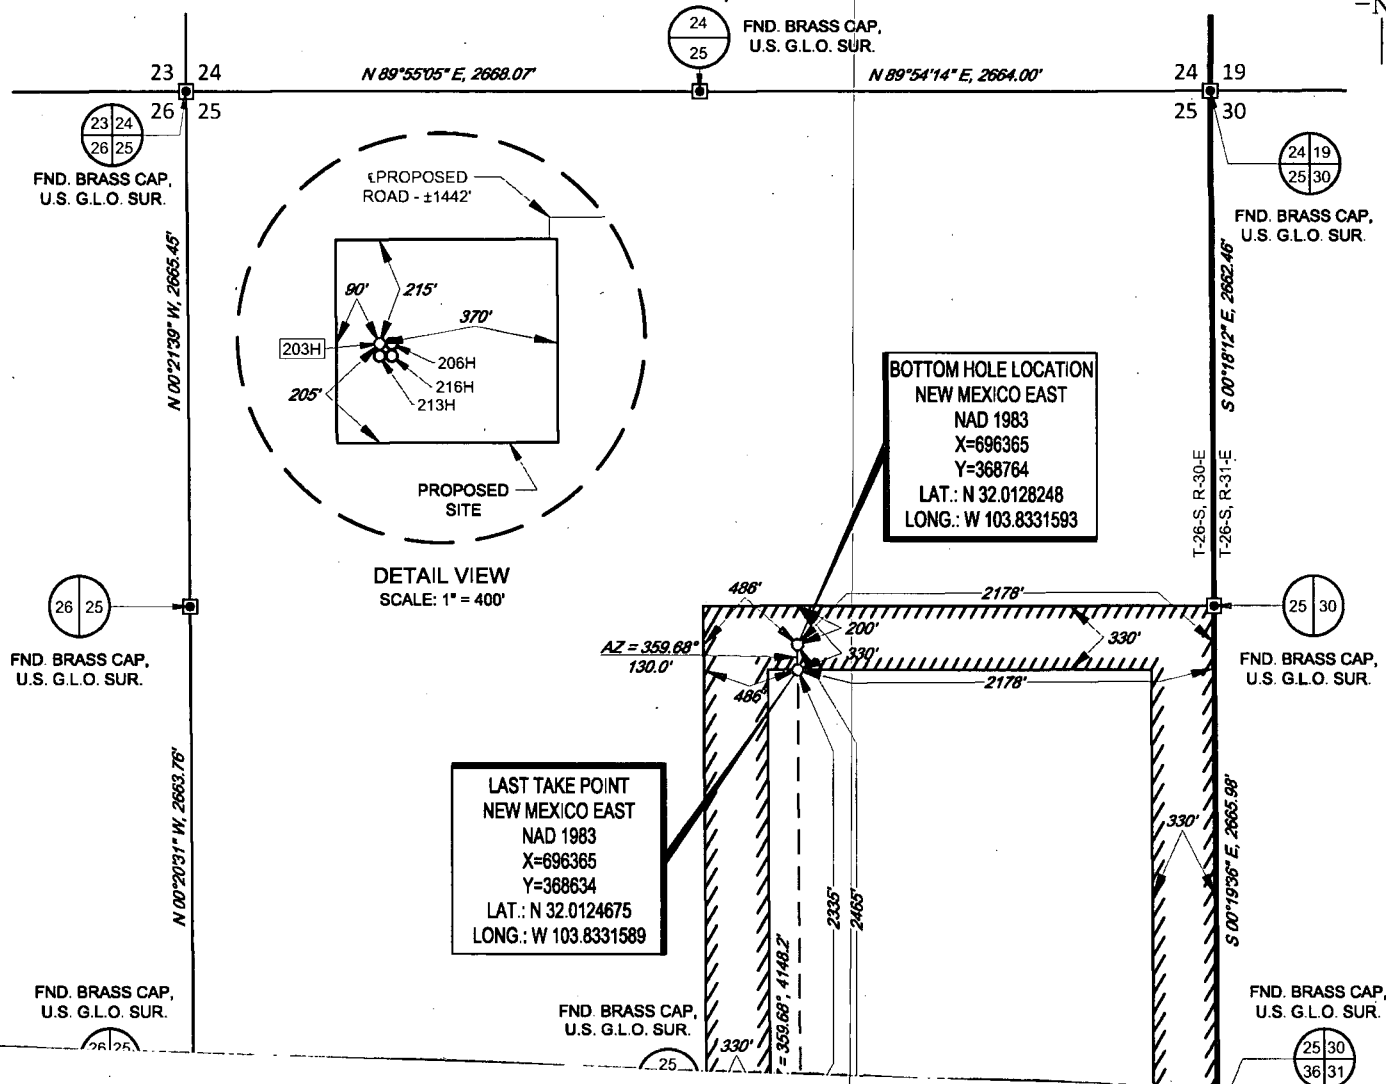 24
25
FND. BRASS CAP,
U.S. G.L.O. SUR.
N 89°55'05" E, 2668.07'
N 89°54'14" E, 2664.00'
23 24
26 25
24 19
25 30
23 24
26 25
FND. BRASS CAP,
U.S. G.L.O. SUR.
24 19
25 30
FND. BRASS CAP,
U.S. G.L.O. SUR.
℄PROPOSED
ROAD - ±1442'
90'
215'
370'
203H
206H
216H
213H
205'
PROPOSED
SITE
DETAIL VIEW
SCALE: 1" = 400'
N 00°21'39" W, 2665.45'
S 00°18'12" E, 2662.46'
T-26-S, R-30-E
T-26-S, R-31-E
BOTTOM HOLE LOCATION
NEW MEXICO EAST
NAD 1983
X=696365
Y=368764
LAT.: N 32.0128248
LONG.: W 103.8331593
26 25
FND. BRASS CAP,
U.S. G.L.O. SUR.
25 30
FND. BRASS CAP,
U.S. G.L.O. SUR.
486'
2178'
200'
330'
330'
AZ = 359.68°
130.0'
486'
2178'
LAST TAKE POINT
NEW MEXICO EAST
NAD 1983
X=696365
Y=368634
LAT.: N 32.0124675
LONG.: W 103.8331589
N 00°20'31" W, 2663.76'
330'
S 00°19'36" E, 2665.98'
2335'
2465'
= 359.68°, 4148.2'
FND. BRASS CAP,
U.S. G.L.O. SUR.
26 25
FND. BRASS CAP,
U.S. G.L.O. SUR.
25
330'
FND. BRASS CAP,
U.S. G.L.O. SUR.
25 30
36 31